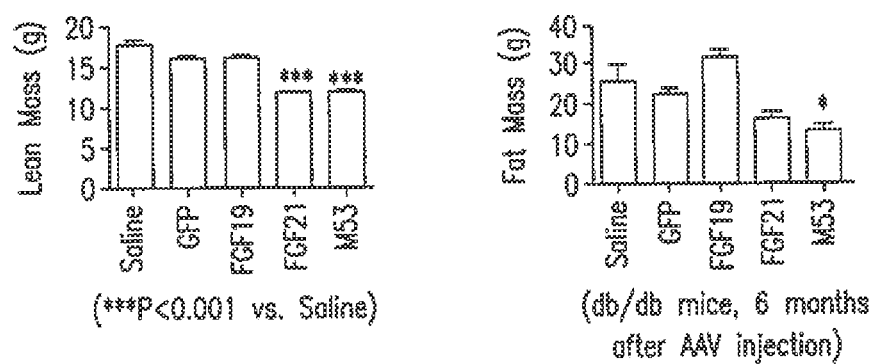 Lean Mass (g)
20
15
10
5
0
*** ***
Saline
GFP
FGF19
FGF21
M53
(***P<0.001 vs. Saline)
Fat Mass (g)
40
30
20
10
0
*
Saline
GFP
FGF19
FGF21
M53
(db/db mice, 6 months
after AAV injection)